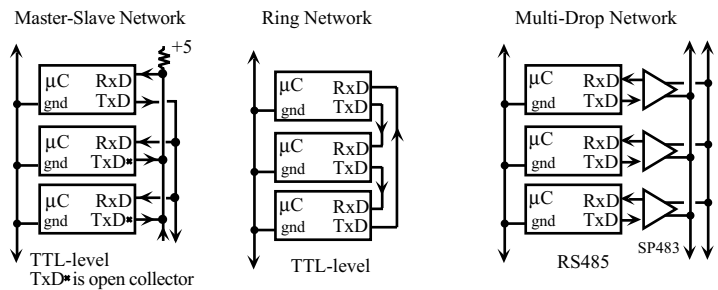 Master-Slave Network
+5
μC RxD
gnd TxD
μC RxD
gnd TxD*
μC RxD
gnd TxD*
TTL-level
TxD* is open collector
Ring Network
μC RxD
gnd TxD
μC RxD
gnd TxD
μC RxD
gnd TxD
TTL-level
Multi-Drop Network
μC RxD
gnd TxD
μC RxD
gnd TxD
μC RxD
gnd TxD
SP483
RS485